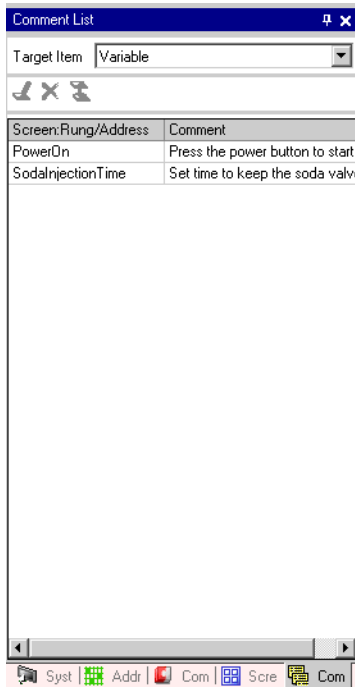 Comment List
Target Item Variable
Screen:Rung/Address Comment
PowerOn Press the power button to start
SodaInjectionTime Set time to keep the soda valv
Syst Addr Com Scre Com